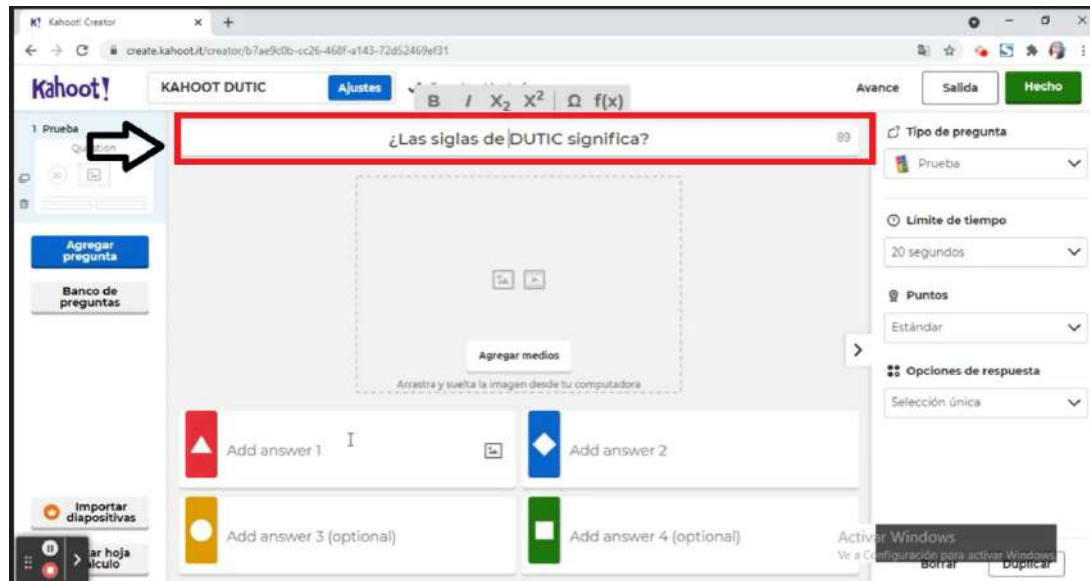 K! Kahoot! Creator
create.kahoot.it/creator/b7ae9c0b-cc26-468f-a143-72d52469ef31
Kahoot!
KAHOOT DUTIC
Ajustes
Avance
Salida
Hecho
B I X₂ X² Ω f(x)
1 Prueba
Question
¿Las siglas de DUTIC significa?
89
Tipo de pregunta
Prueba
Agregar
pregunta
Banco de
preguntas
Límite de tiempo
20 segundos
Puntos
Estándar
Opciones de respuesta
Selección única
Agregar medios
Arrastra y suelta la imagen desde tu computadora
Add answer 1
Add answer 2
Add answer 3 (optional)
Add answer 4 (optional)
Importar
diapositivas
ar hoja
Activar Windows
Ve a Configuración para activar Windows.
Borrar
Duplicar